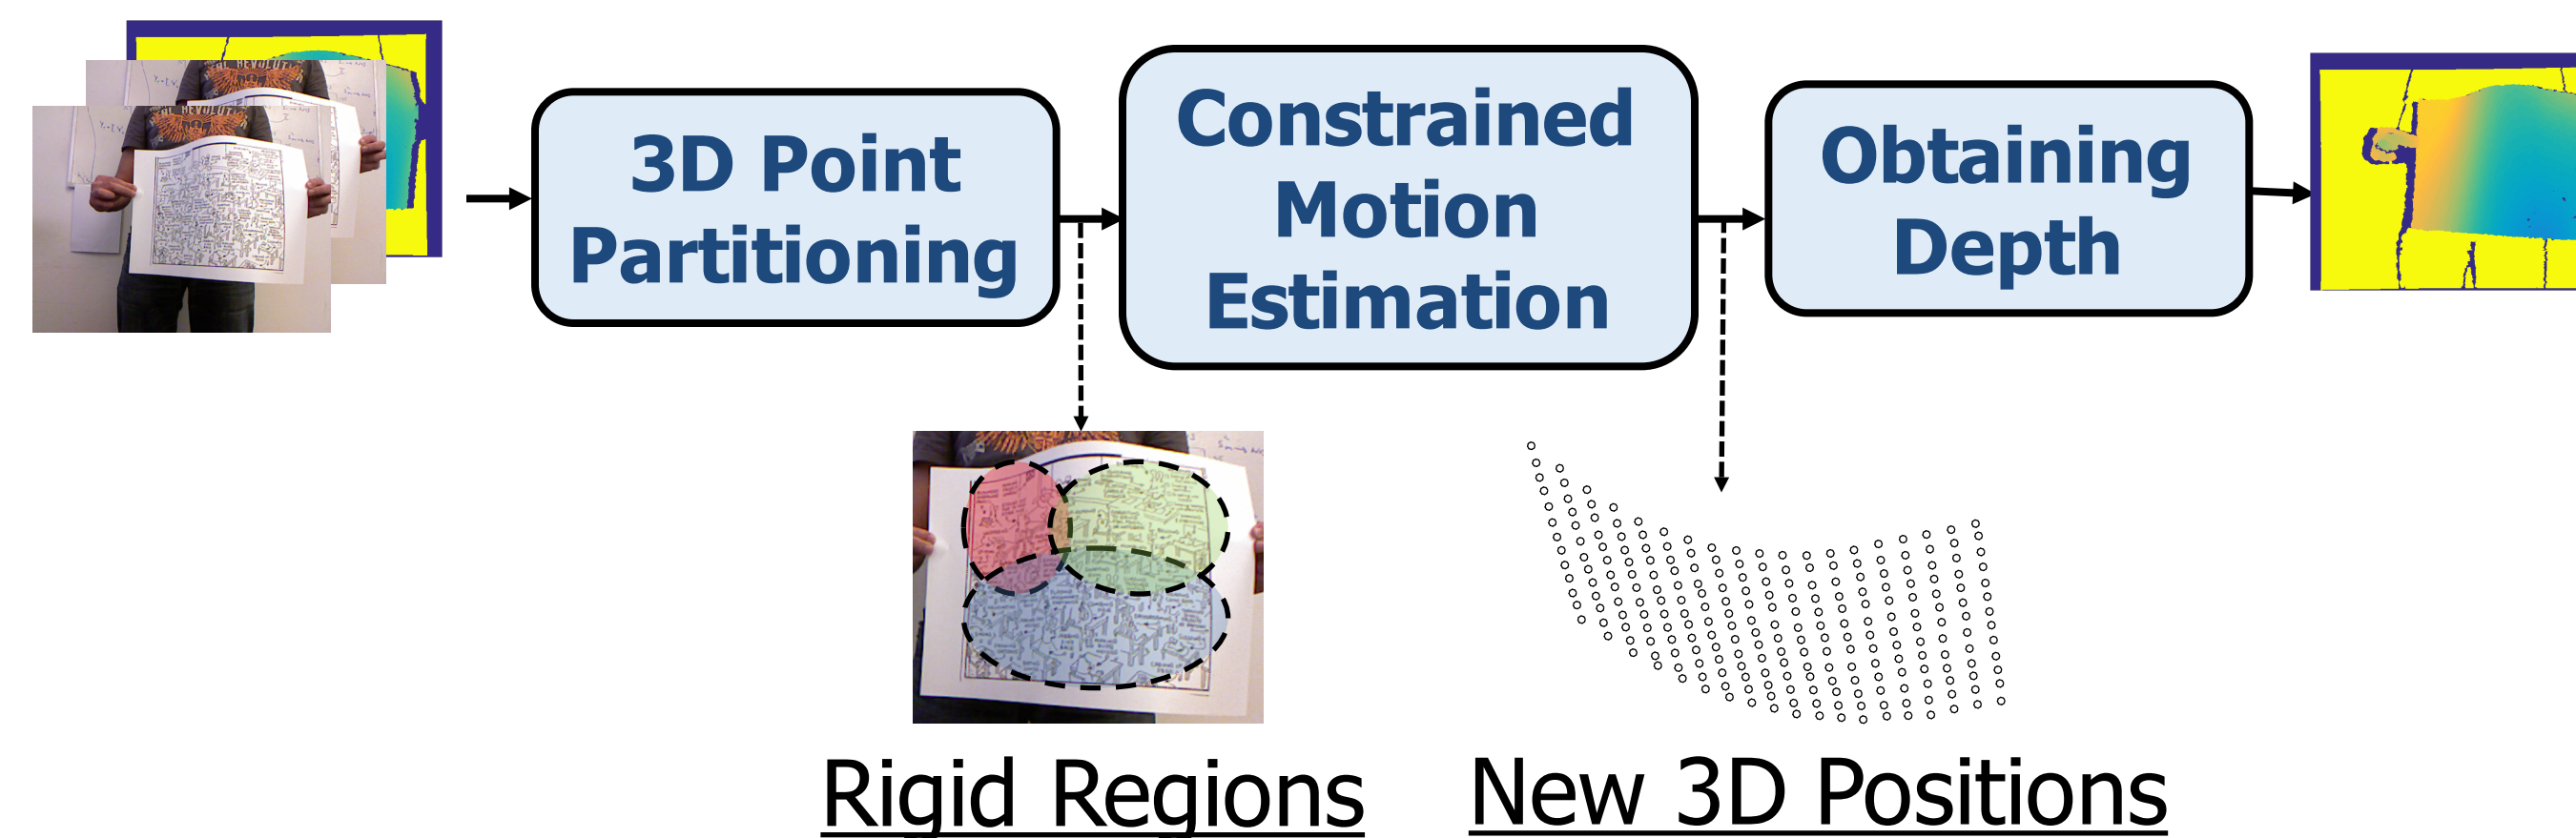 3D Point
Partitioning
Constrained
Motion
Estimation
Obtaining
Depth
Rigid Regions
New 3D Positions